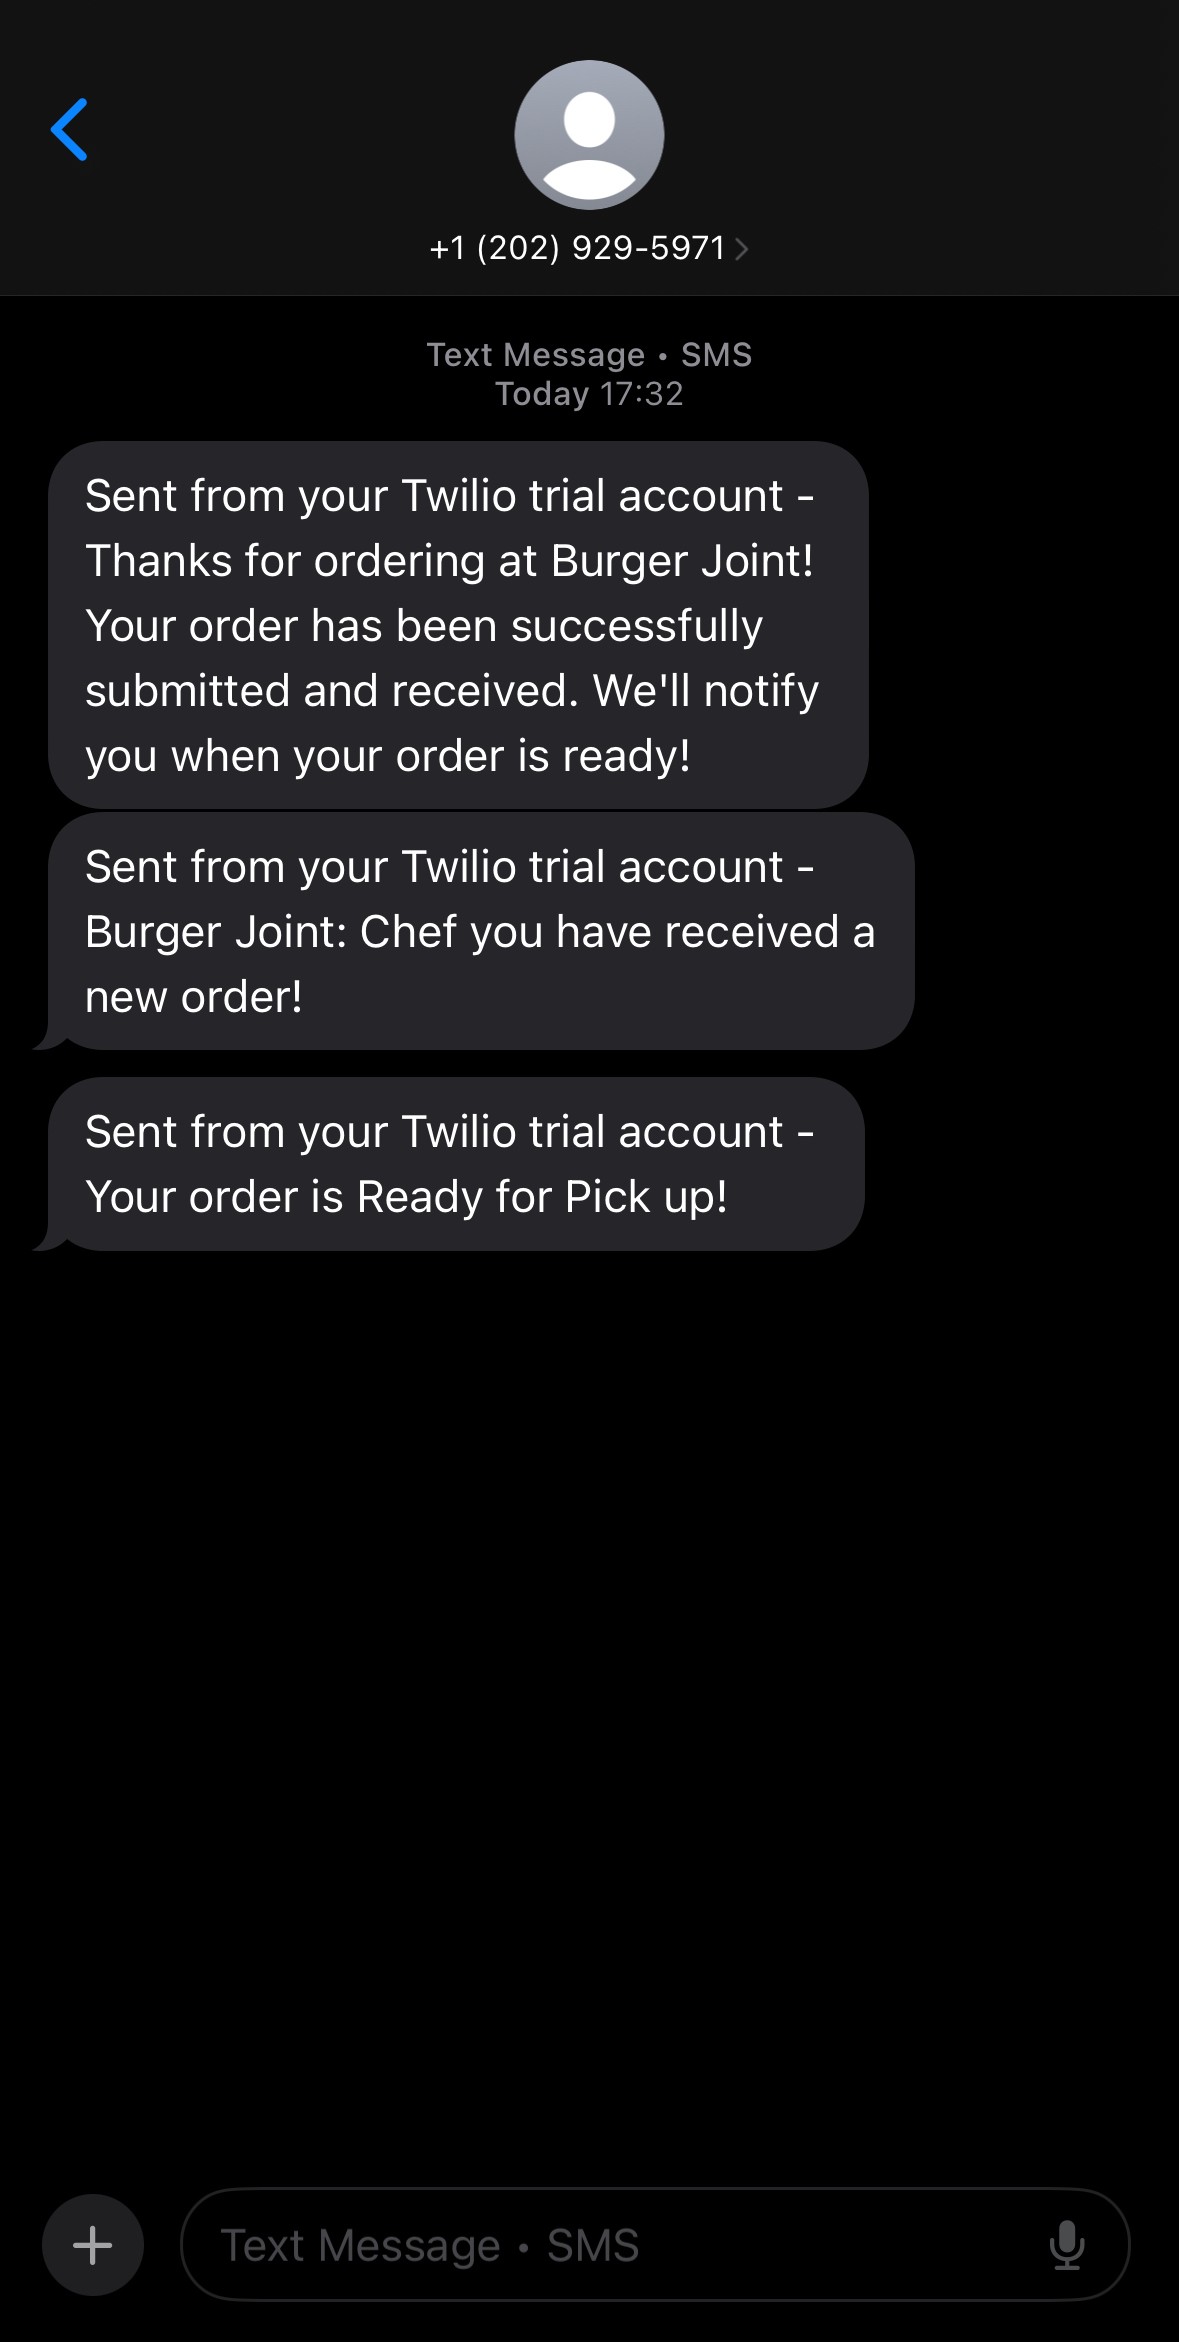 +1 (202) 929-5971
Text Message • SMS
Today 17:32
Sent from your Twilio trial account -
Thanks for ordering at Burger Joint!
Your order has been successfully
submitted and received. We'll notify
you when your order is ready!
Sent from your Twilio trial account -
Burger Joint: Chef you have received a
new order!
Sent from your Twilio trial account -
Your order is Ready for Pick up!
Text Message • SMS